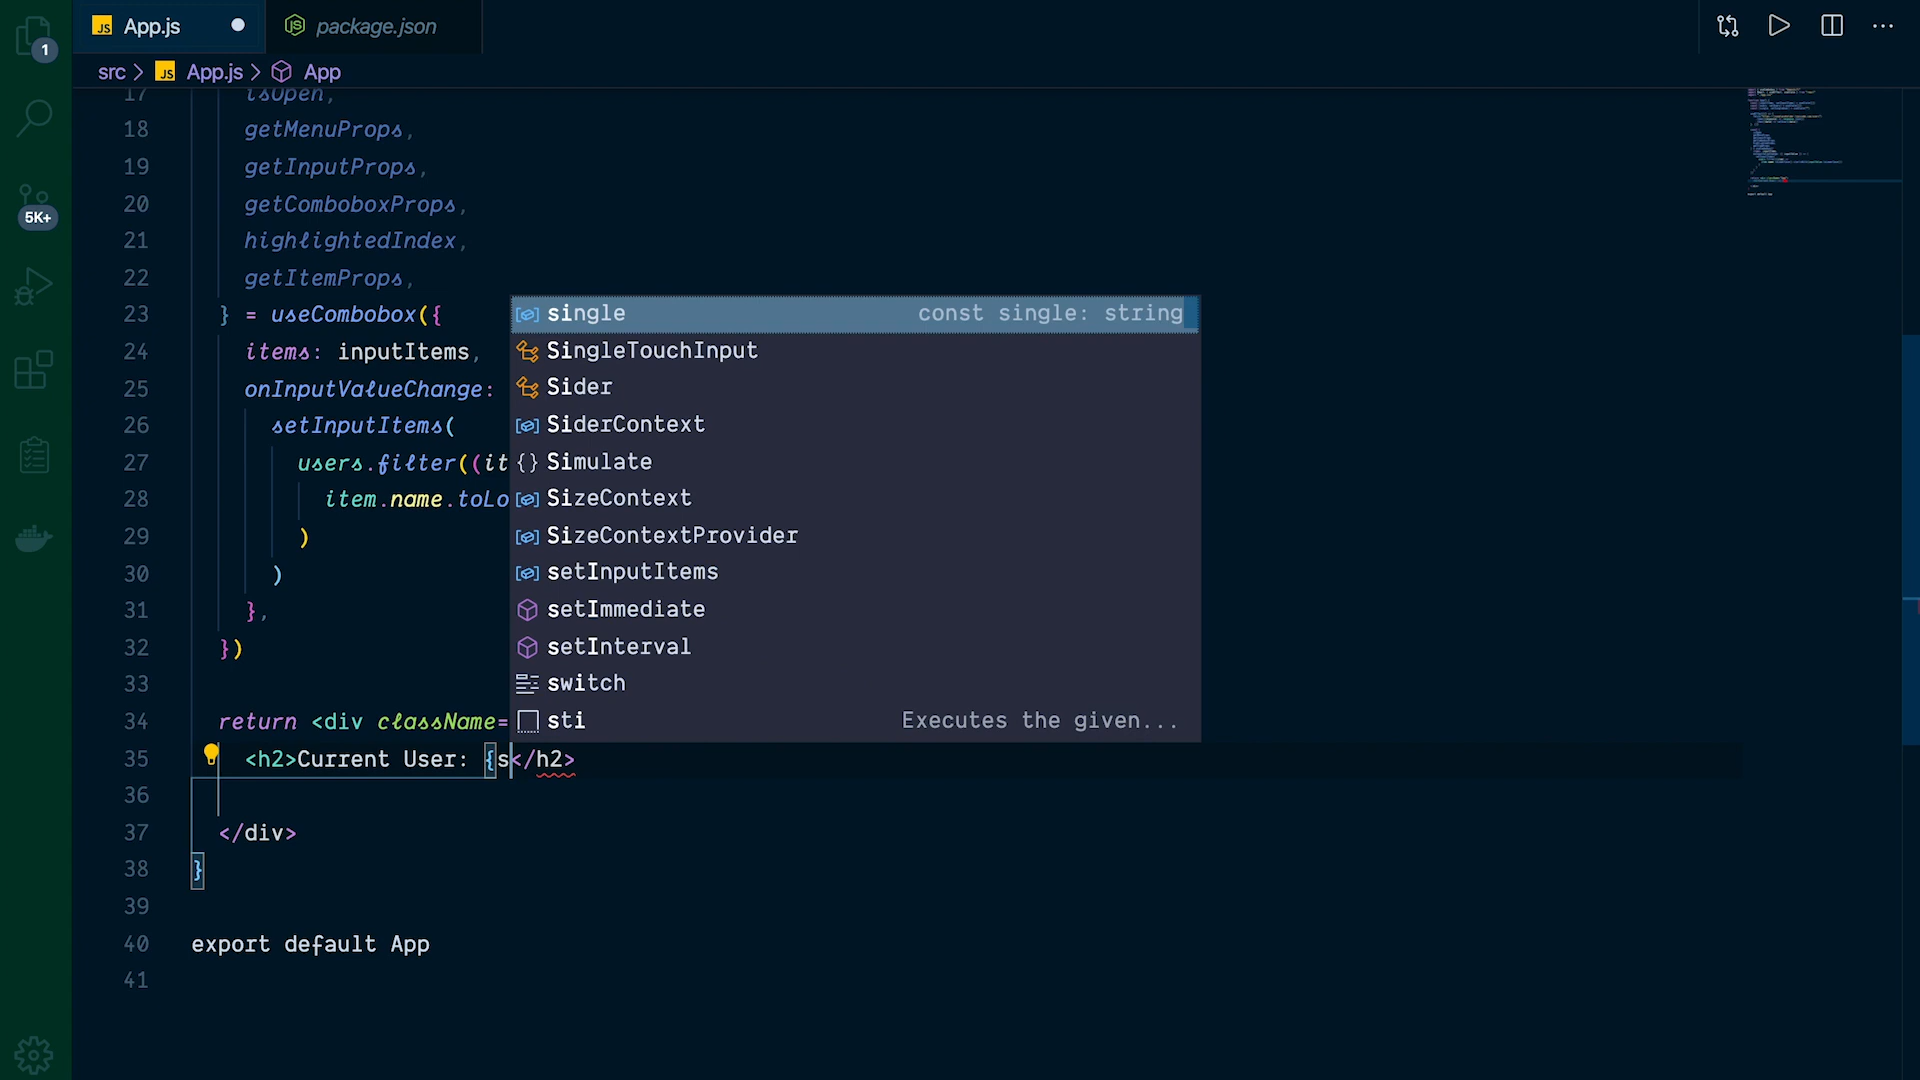 1
JS App.js
package.json
src > JS App.js > App
5K+
17 isOpen,
18 getMenuProps,
19 getInputProps,
20 getComboboxProps,
21 highlightedIndex,
22 getItemProps,
23 } = useCombobox({
24 items: inputItems,
25 onInputValueChange:
26 setInputItems(
27 users.filter((it
28 item.name.toLo
29 )
30 )
31 },
32 })
33
34 return <div className=
35 <h2>Current User: {s</h2>
36
37 </div>
38 }
39
40 export default App
41
single const single: string
SingleTouchInput
Sider
SiderContext
Simulate
SizeContext
SizeContextProvider
setInputItems
setImmediate
setInterval
switch
sti Executes the given...